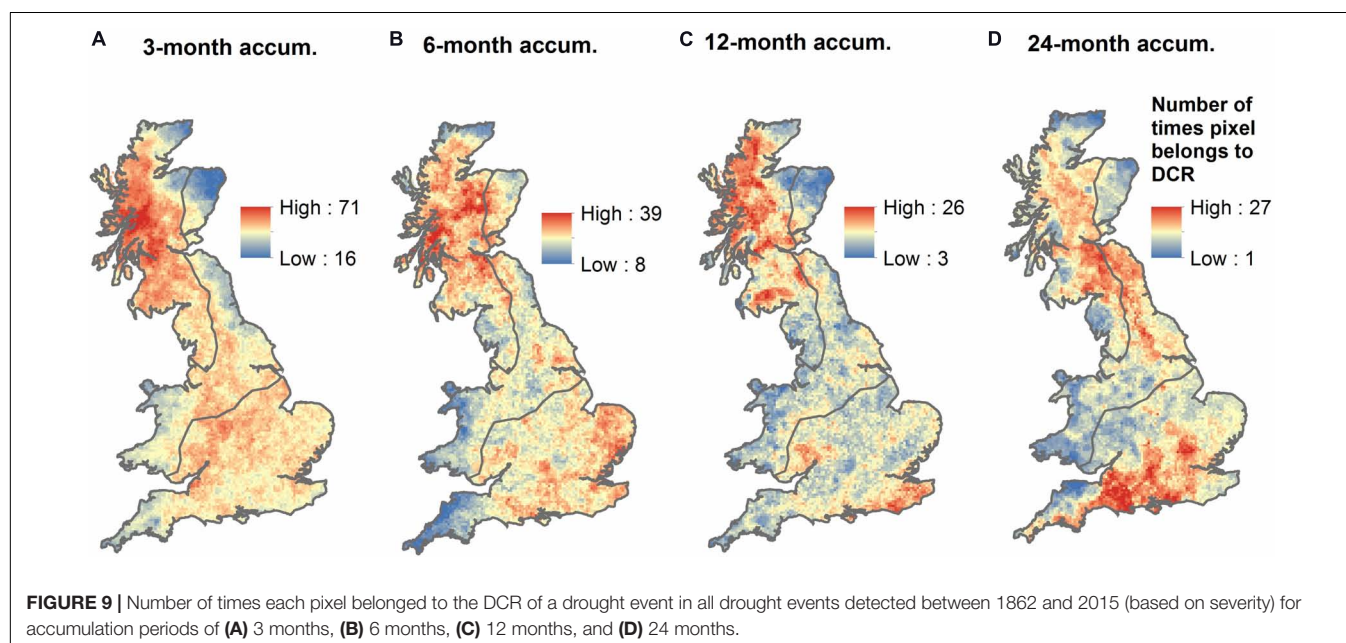 A 3-month accum.
B 6-month accum.
C 12-month accum.
D 24-month accum.
High : 71
Low : 16
High : 39
Low : 8
High : 26
Low : 3
Number of
times pixel
belongs to
DCR
High : 27
Low : 1
FIGURE 9 | Number of times each pixel belonged to the DCR of a drought event in all drought events detected between 1862 and 2015 (based on severity) for
accumulation periods of (A) 3 months, (B) 6 months, (C) 12 months, and (D) 24 months.